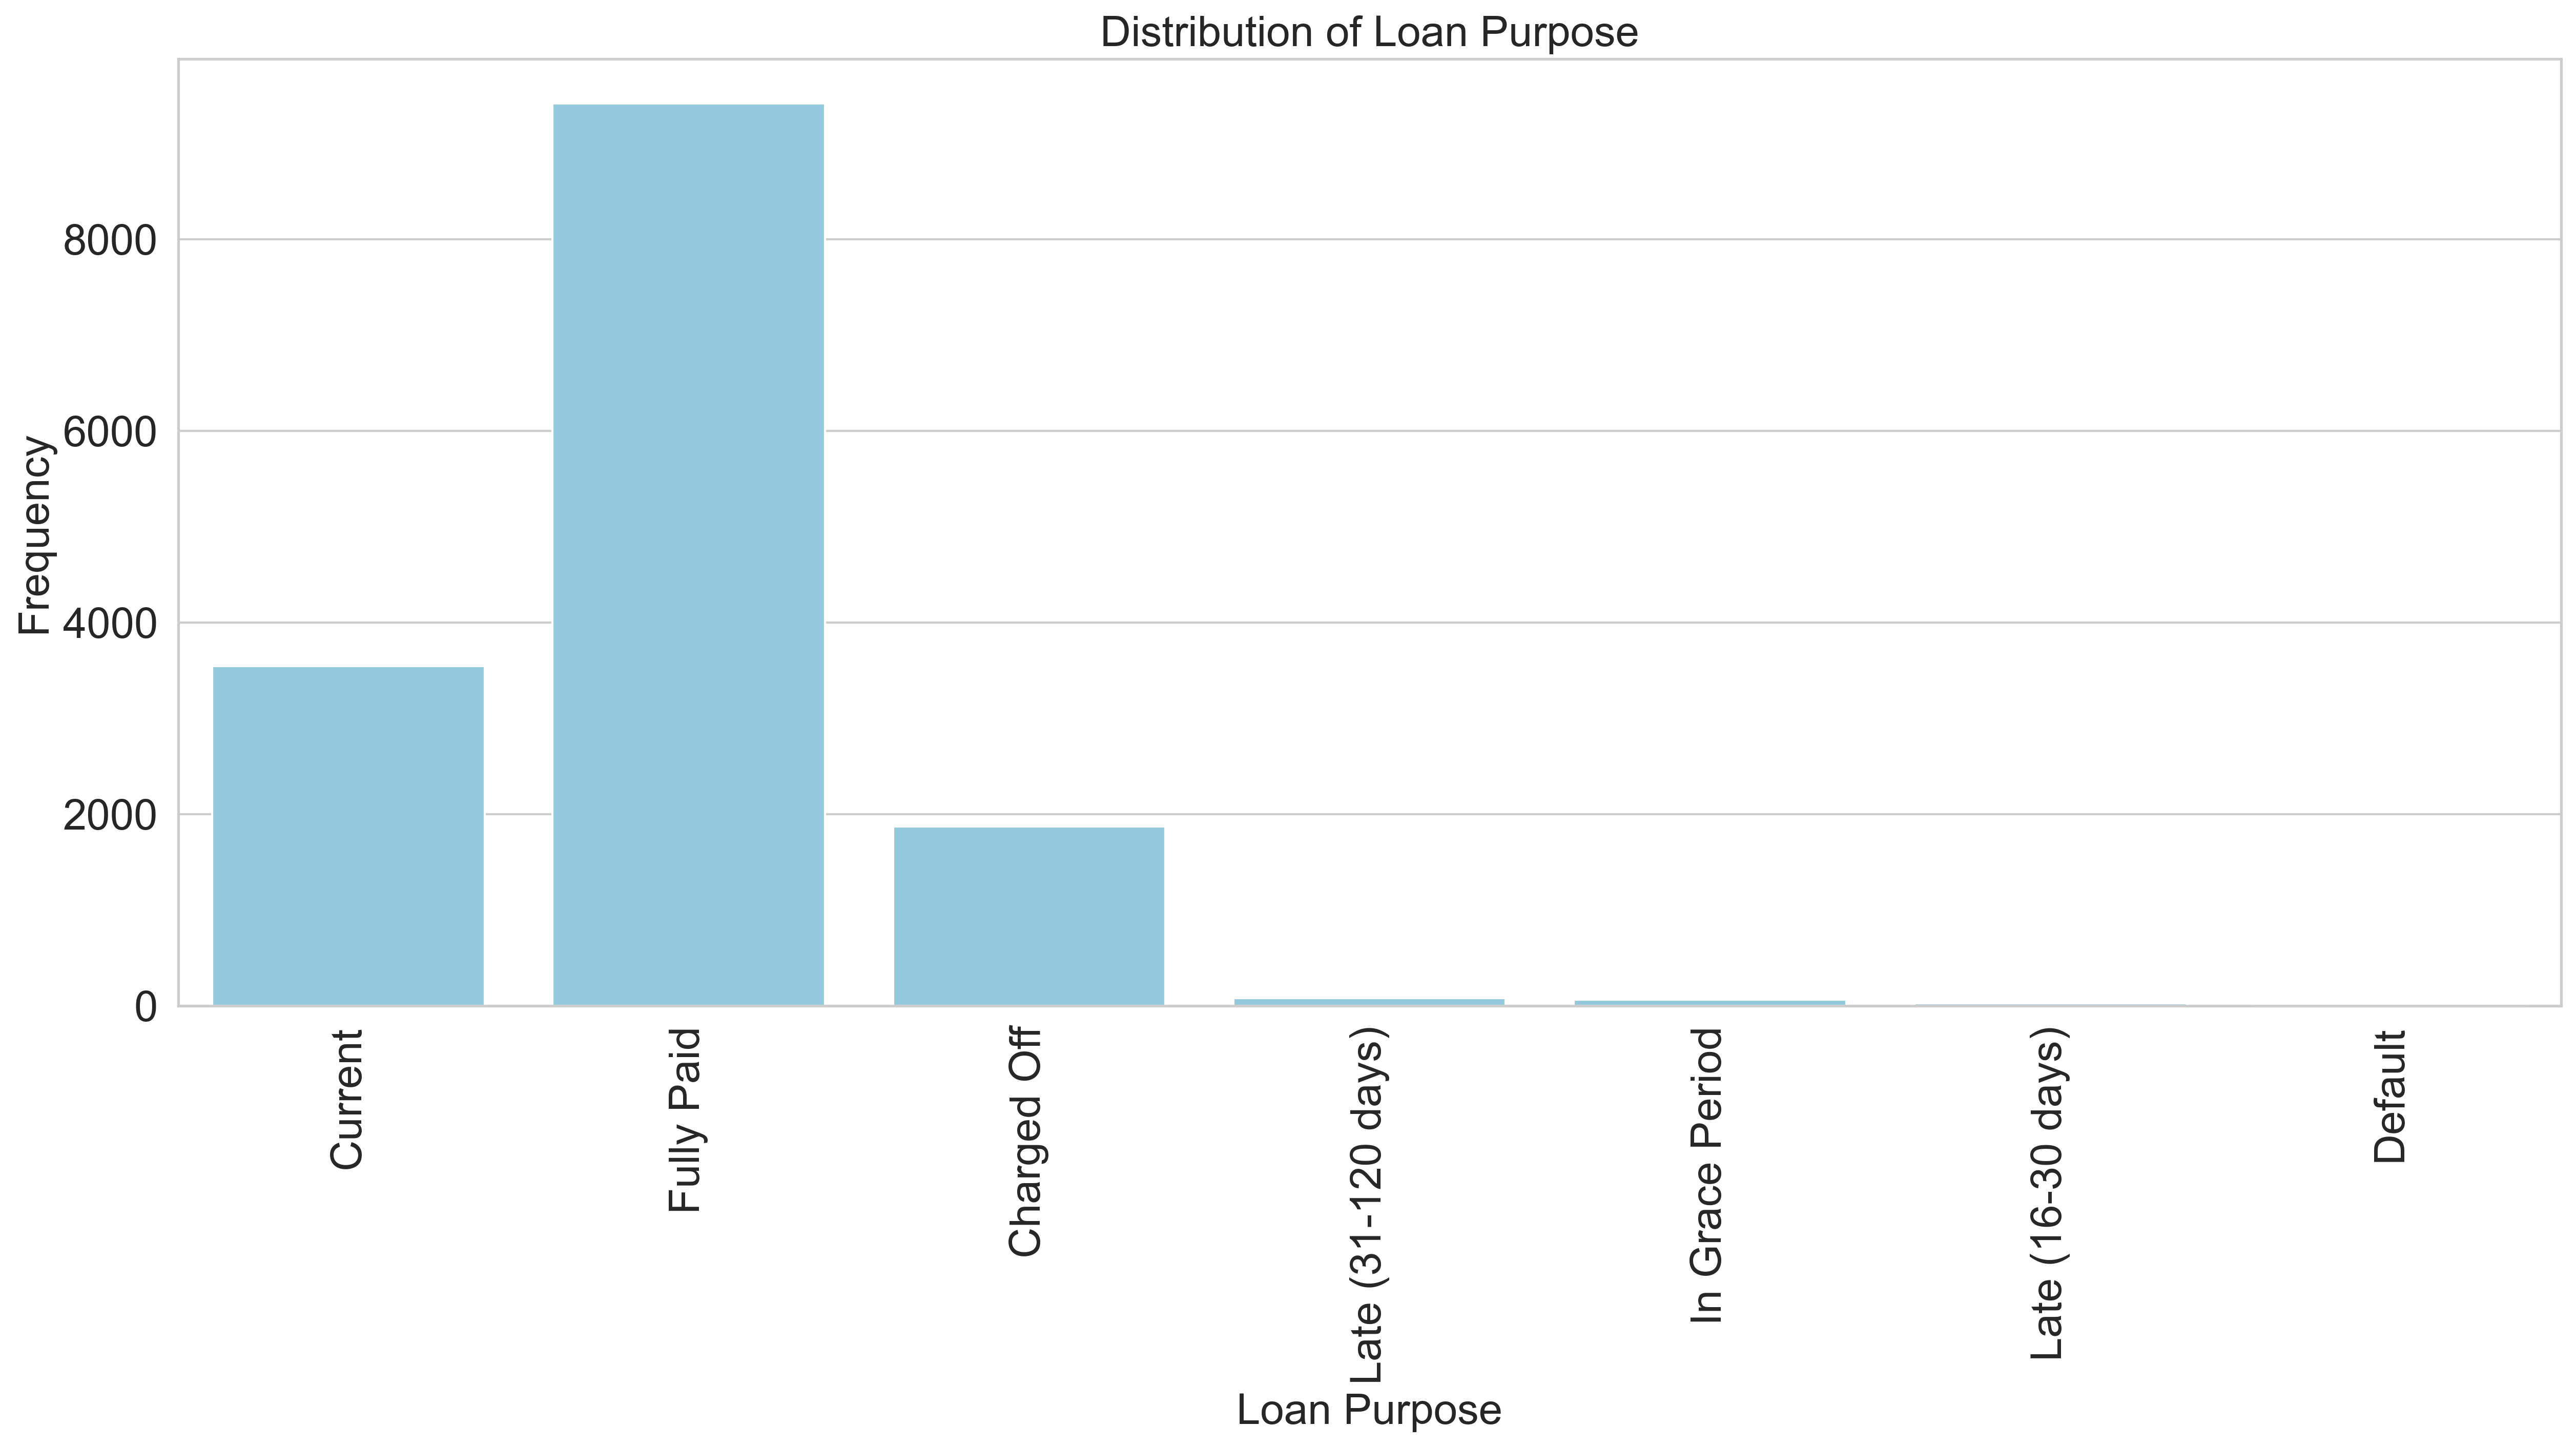 Distribution of Loan Purpose
Frequency
8000
6000
4000
2000
0
Current
Fully Paid
Charged Off
Late (31-120 days)
In Grace Period
Late (16-30 days)
Default
Loan Purpose